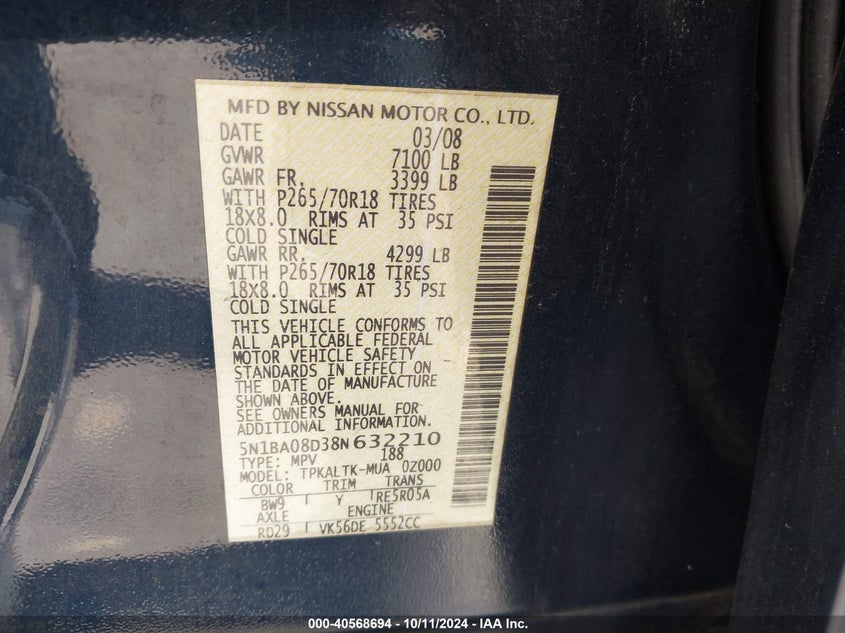 MFD BY NISSAN MOTOR CO., LTD.
DATE 03/08
GVWR 7100 LB
GAWR FR. 3399 LB
WITH P265/70R18 TIRES
18X8.0 RIMS AT 35 PSI
COLD SINGLE
GAWR RR. 4299 LB
WITH P265/70R18 TIRES
18X8.0 RIMS AT 35 PSI
COLD SINGLE
THIS VEHICLE CONFORMS TO
ALL APPLICABLE FEDERAL
MOTOR VEHICLE SAFETY
STANDARDS IN EFFECT ON
THE DATE OF MANUFACTURE
SHOWN ABOVE.
SEE OWNERS MANUAL FOR
ADDITIONAL INFORMATION.
5N1BA08D38N632210
TYPE: MPV 188
MODEL: TPKALTK-MUA 0Z000
COLOR TRIM TRANS
BW9 Y RE5R05A
AXLE ENGINE
RD29 VK56DE 5552CC
000-40568694 - 10/11/2024 - IAA Inc.